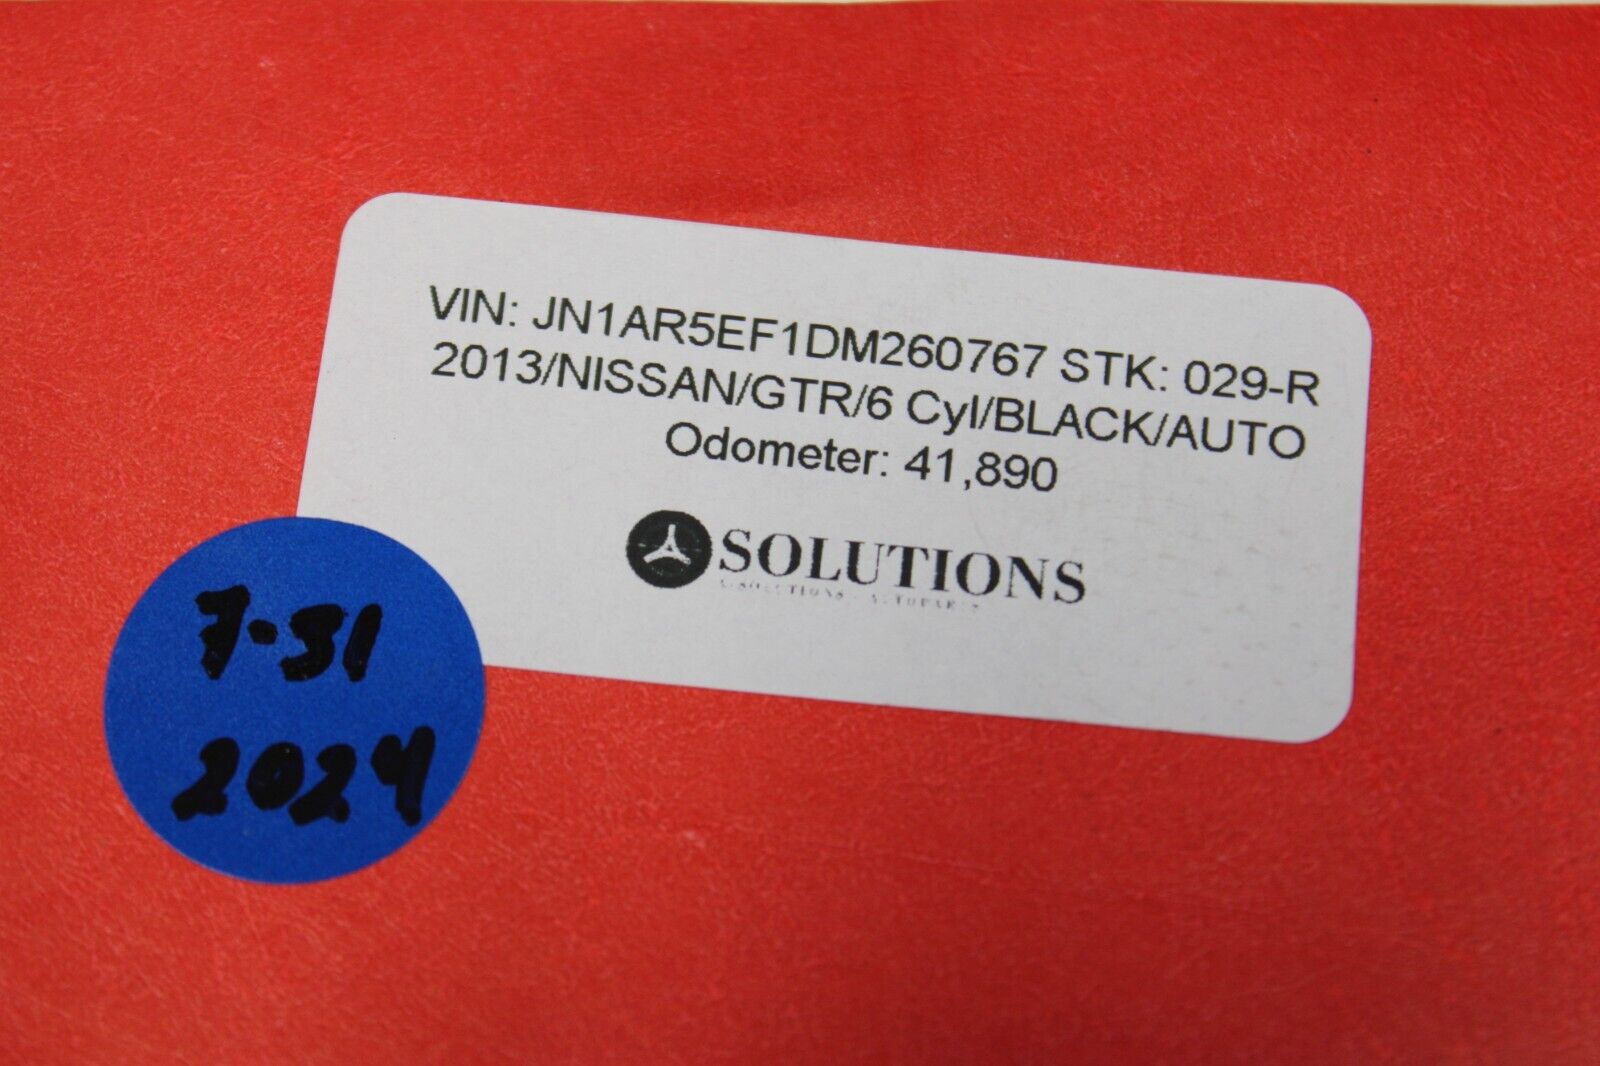 VIN: JN1AR5EF1DM260767 STK: 029-R
2013/NISSAN/GTR/6 Cyl/BLACK/AUTO
Odometer: 41,890
SOLUTIONS
7-31
2024